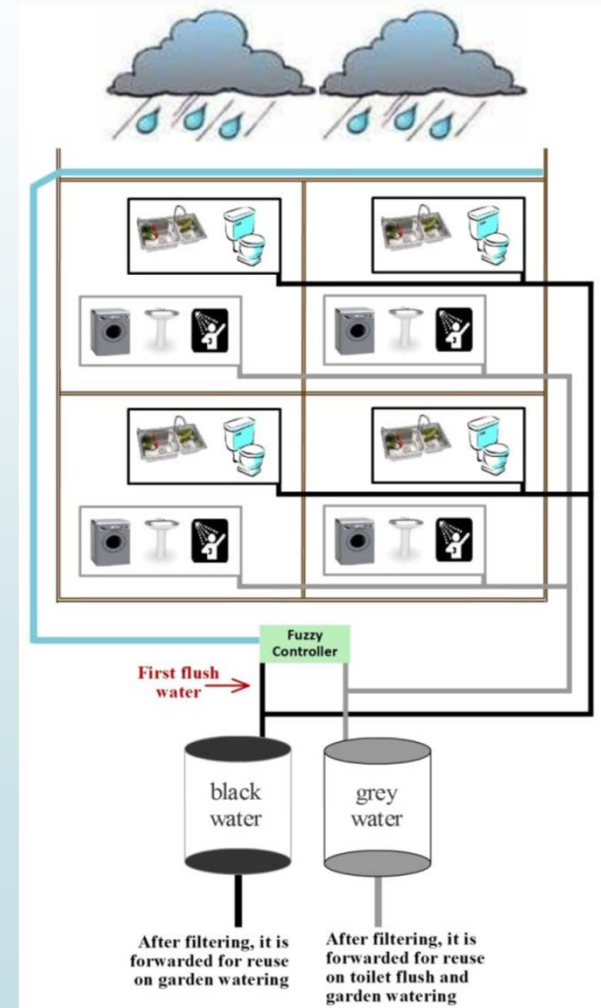 Fuzzy
Controller
First flush
water
black
water
grey
water
After filtering, it is
forwarded for reuse
on garden watering
After filtering, it is
forwarded for reuse
on toilet flush and
garden watering